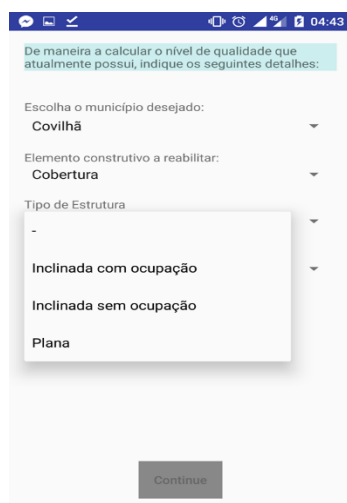 4G 04:43
De maneira a calcular o nível de qualidade que
atualmente possui, indique os seguintes detalhes:
Escolha o município desejado:
Covilhã
Elemento construtivo a reabilitar:
Cobertura
Tipo de Estrutura
-
Inclinada com ocupação
Inclinada sem ocupação
Plana
Continue